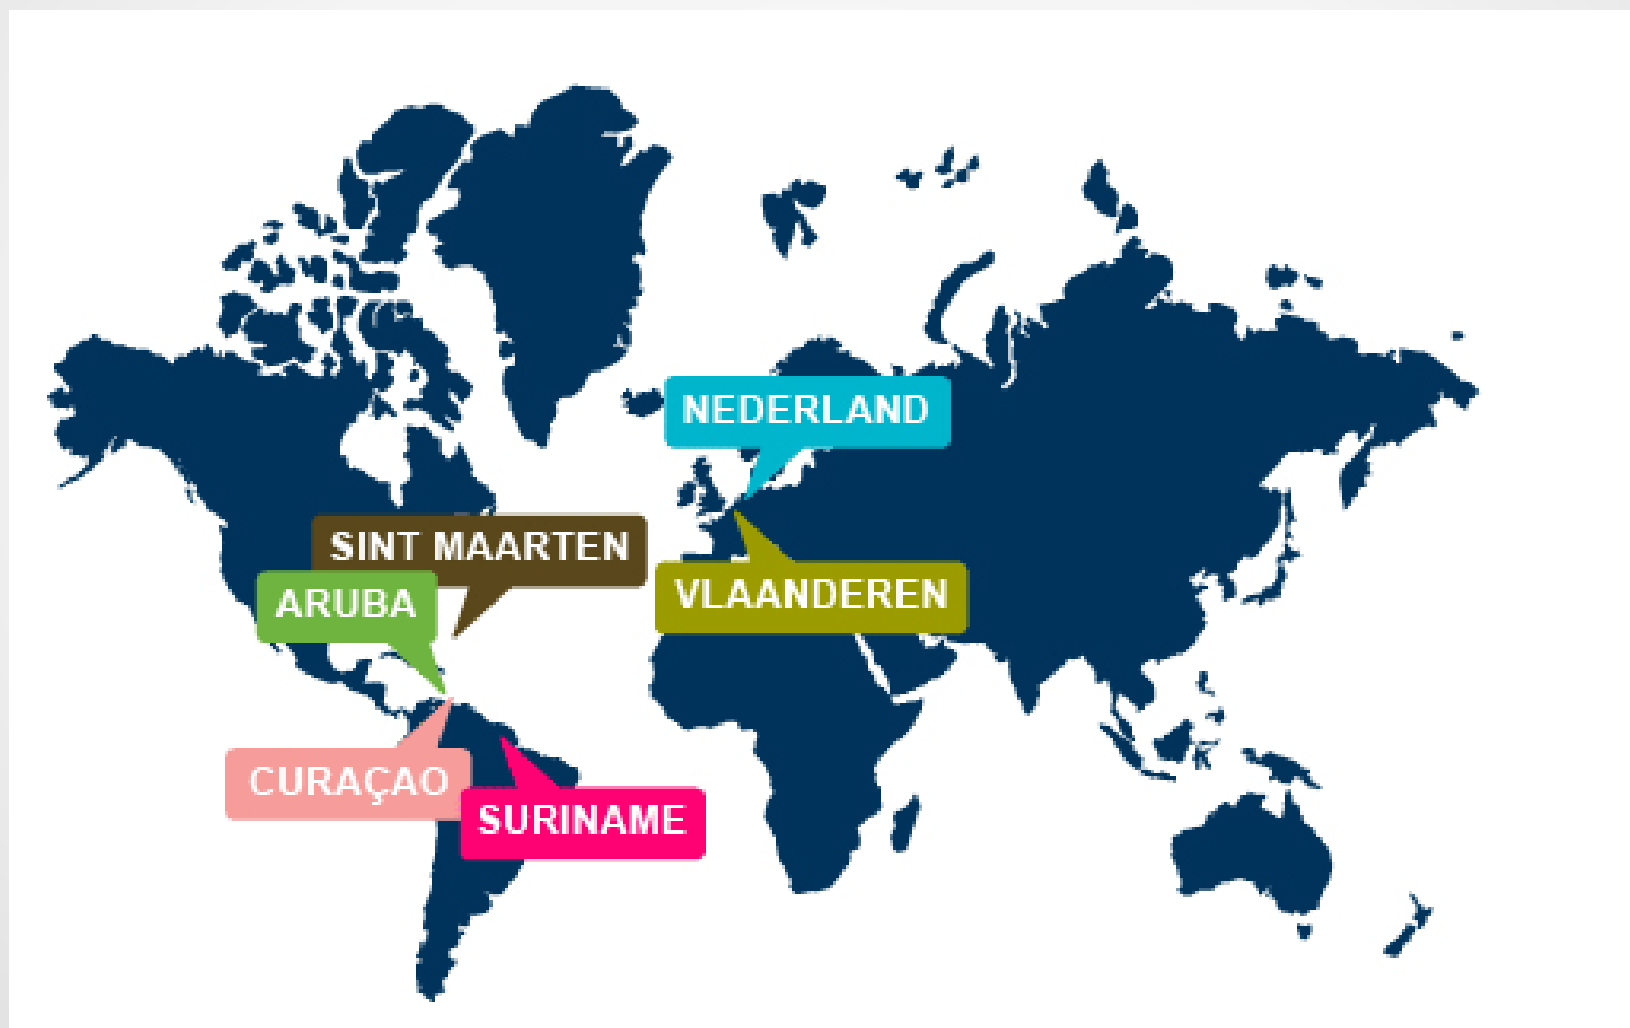 NEDERLAND
SINT MAARTEN
VLAANDEREN
ARUBA
CURAÇAO
SURINAME